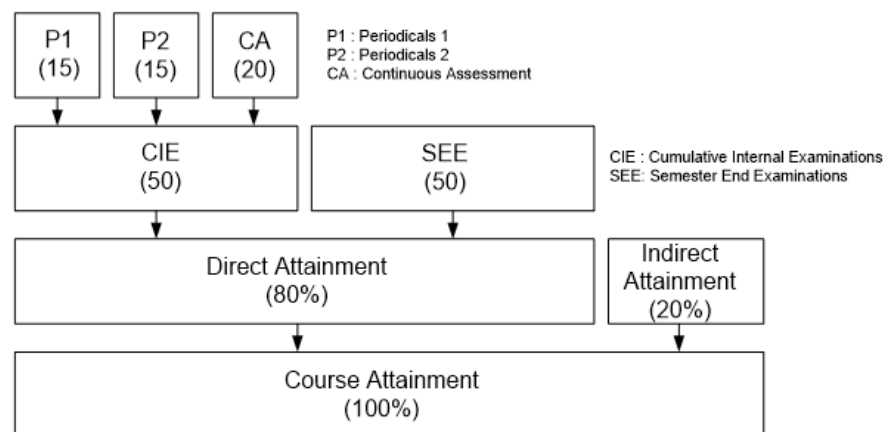 P1
(15)
P2
(15)
CA
(20)
P1 : Periodicals 1
P2 : Periodicals 2
CA : Continuous Assessment
CIE
(50)
SEE
(50)
CIE : Cumulative Internal Examinations
SEE: Semester End Examinations
Direct Attainment
(80%)
Indirect
Attainment
(20%)
Course Attainment
(100%)